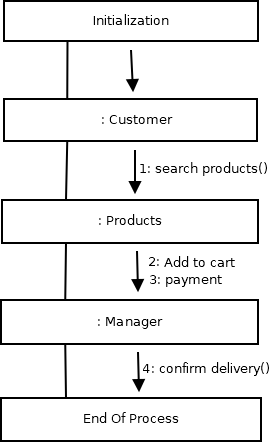 Initialization
: Customer
1: search products()
: Products
2: Add to cart
3: payment
: Manager
4: confirm delivery()
End Of Process